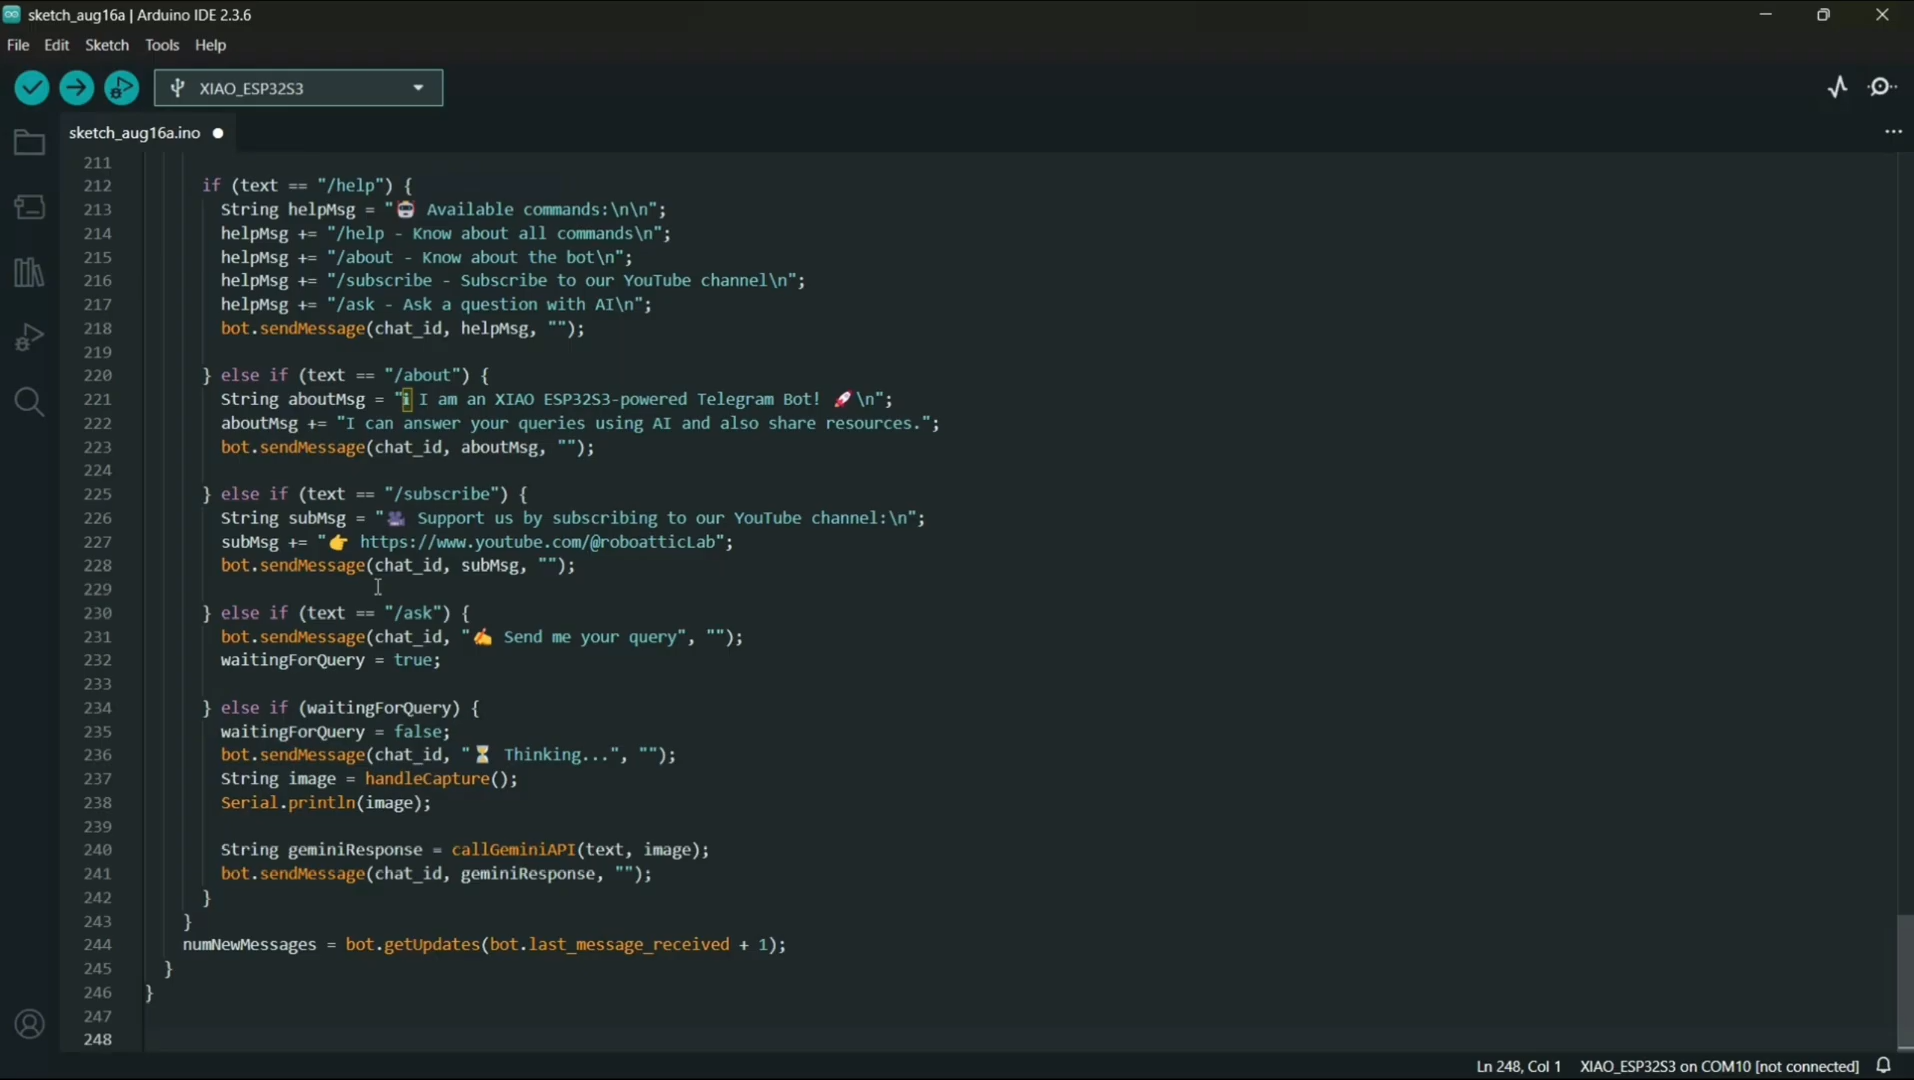 sketch_aug16a | Arduino IDE 2.3.6
File Edit Sketch Tools Help
XIAO_ESP32S3
sketch_aug16a.ino
211
212 if (text == "/help") {
213 String helpMsg = "🤖 Available commands:\n\n";
214 helpMsg += "/help - Know about all commands\n";
215 helpMsg += "/about - Know about the bot\n";
216 helpMsg += "/subscribe - Subscribe to our YouTube channel\n";
217 helpMsg += "/ask - Ask a question with AI\n";
218 bot.sendMessage(chat_id, helpMsg, "");
219
220 } else if (text == "/about") {
221 String aboutMsg = "ℹ I am an XIAO ESP32S3-powered Telegram Bot! 🚀\n";
222 aboutMsg += "I can answer your queries using AI and also share resources.";
223 bot.sendMessage(chat_id, aboutMsg, "");
224
225 } else if (text == "/subscribe") {
226 String subMsg = "🎥 Support us by subscribing to our YouTube channel:\n";
227 subMsg += "👉 https://www.youtube.com/@roboatticLab";
228 bot.sendMessage(chat_id, subMsg, "");
229
230 } else if (text == "/ask") {
231 bot.sendMessage(chat_id, "✍ Send me your query", "");
232 waitingForQuery = true;
233
234 } else if (waitingForQuery) {
235 waitingForQuery = false;
236 bot.sendMessage(chat_id, "⏳ Thinking...", "");
237 String image = handleCapture();
238 Serial.println(image);
239
240 String geminiResponse = callGeminiAPI(text, image);
241 bot.sendMessage(chat_id, geminiResponse, "");
242 }
243 }
244 numNewMessages = bot.getUpdates(bot.last_message_received + 1);
245 }
246 }
247
248
Ln 248, Col 1 XIAO_ESP32S3 on COM10 [not connected]